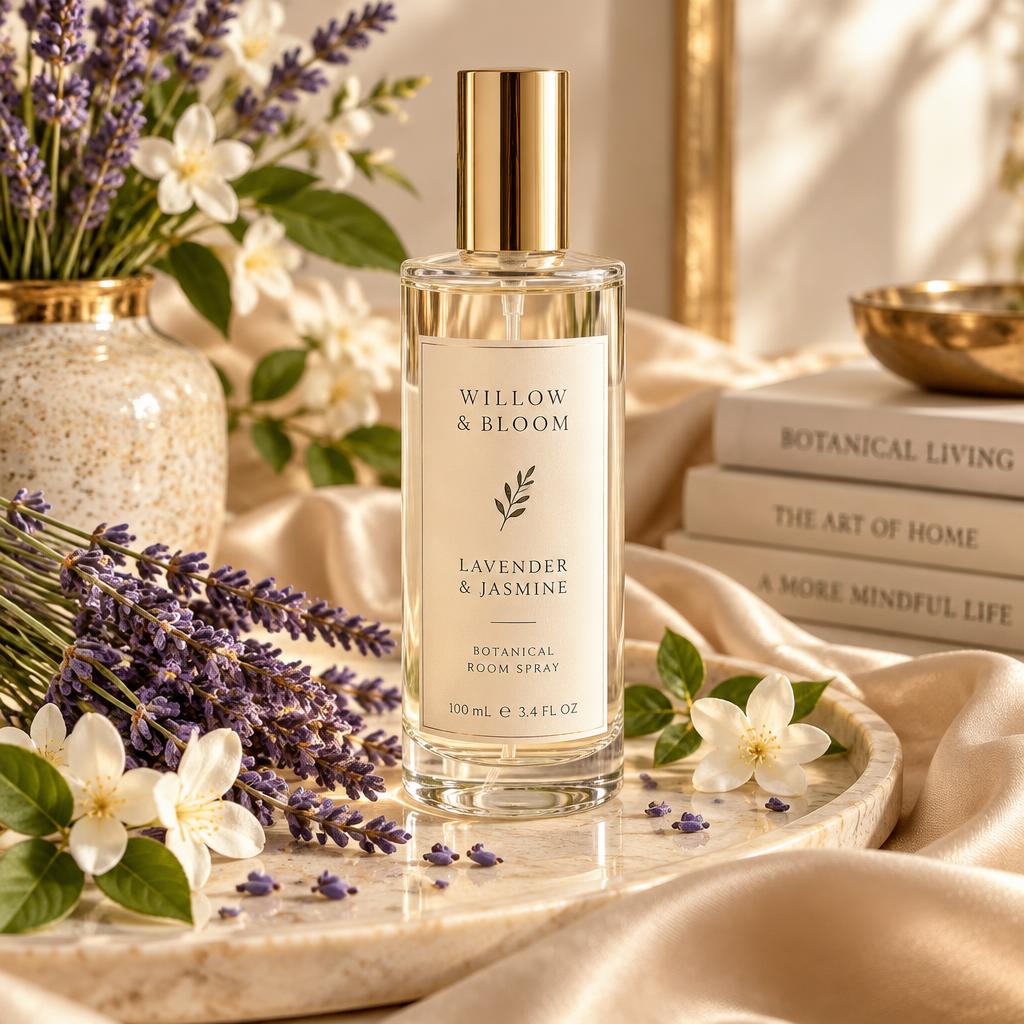 WILLOW
& BLOOM
LAVENDER
& JASMINE
BOTANICAL
ROOM SPRAY
100 mL ℮ 3.4 FL OZ
BOTANICAL LIVING
THE ART OF HOME
A MORE MINDFUL LIFE